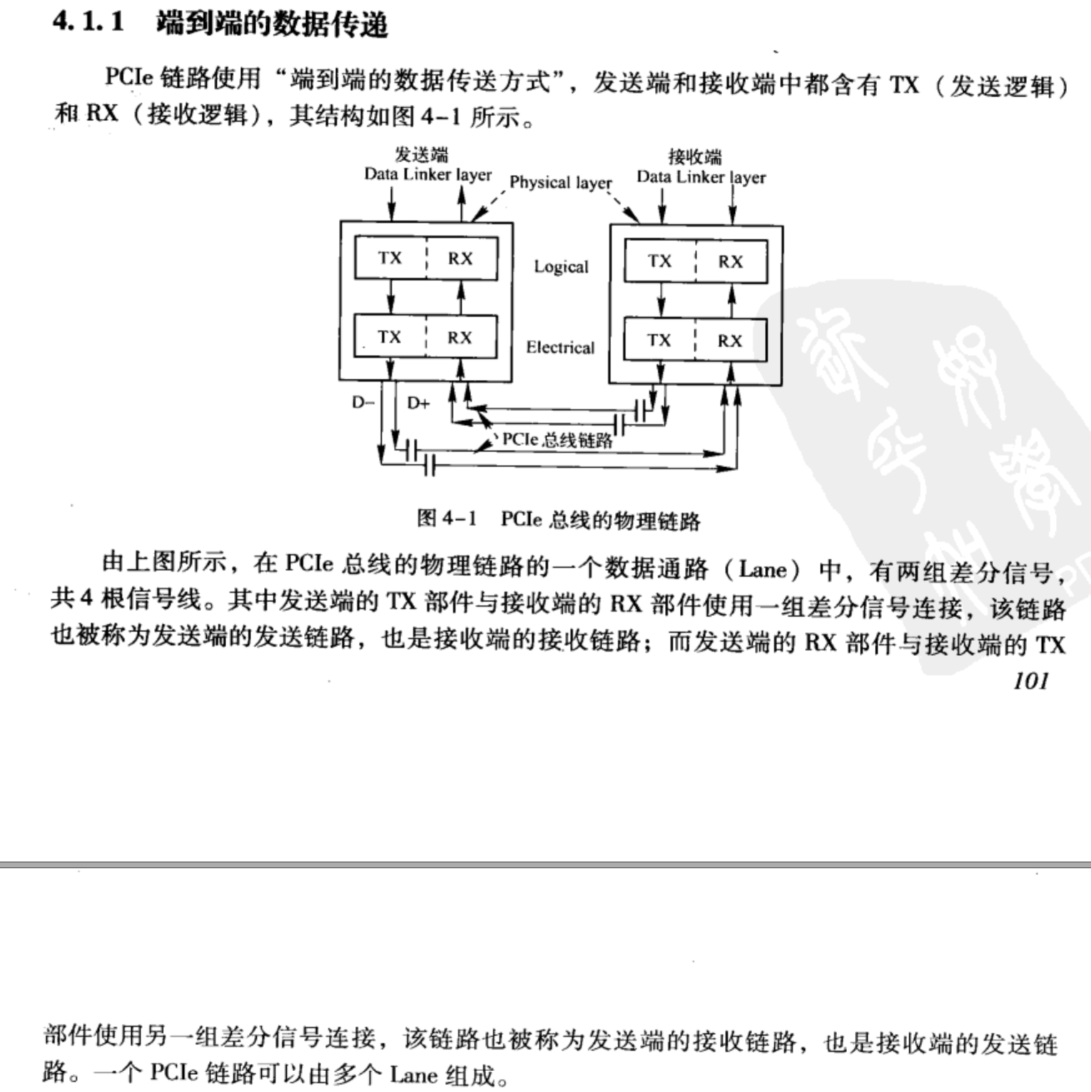 4.1.1 端到端的数据传递
PCIe 链路使用“端到端的数据传送方式”，发送端和接收端中都含有 TX（发送逻辑）
和 RX（接收逻辑），其结构如图 4-1 所示。
发送端
Data Linker layer
Physical layer
接收端
Data Linker layer
TX
RX
Logical
TX
RX
TX
RX
Electrical
TX
RX
D-
D+
PCIe 总线链路
图 4-1 PCIe 总线的物理链路
由上图所示，在 PCIe 总线的物理链路的一个数据通路（Lane）中，有两组差分信号，
共 4 根信号线。其中发送端的 TX 部件与接收端的 RX 部件使用一组差分信号连接，该链路
也被称为发送端的发送链路，也是接收端的接收链路；而发送端的 RX 部件与接收端的 TX
101
部件使用另一组差分信号连接，该链路也被称为发送端的接收链路，也是接收端的发送链
路。一个 PCIe 链路可以由多个 Lane 组成。